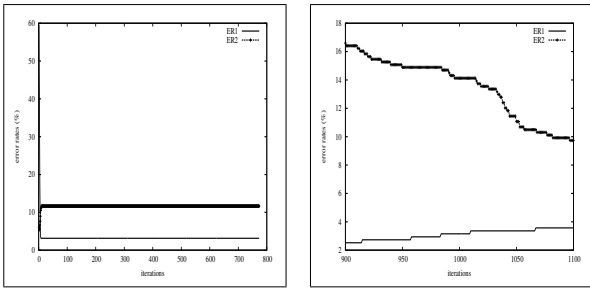 60
50
40
30
20
10
0
error rates (%)
ER1
ER2
0 100 200 300 400 500 600 700 800
iterations
18
16
14
12
10
8
6
4
2
error rates (%)
ER1
ER2
900 950 1000 1050 1100
iterations